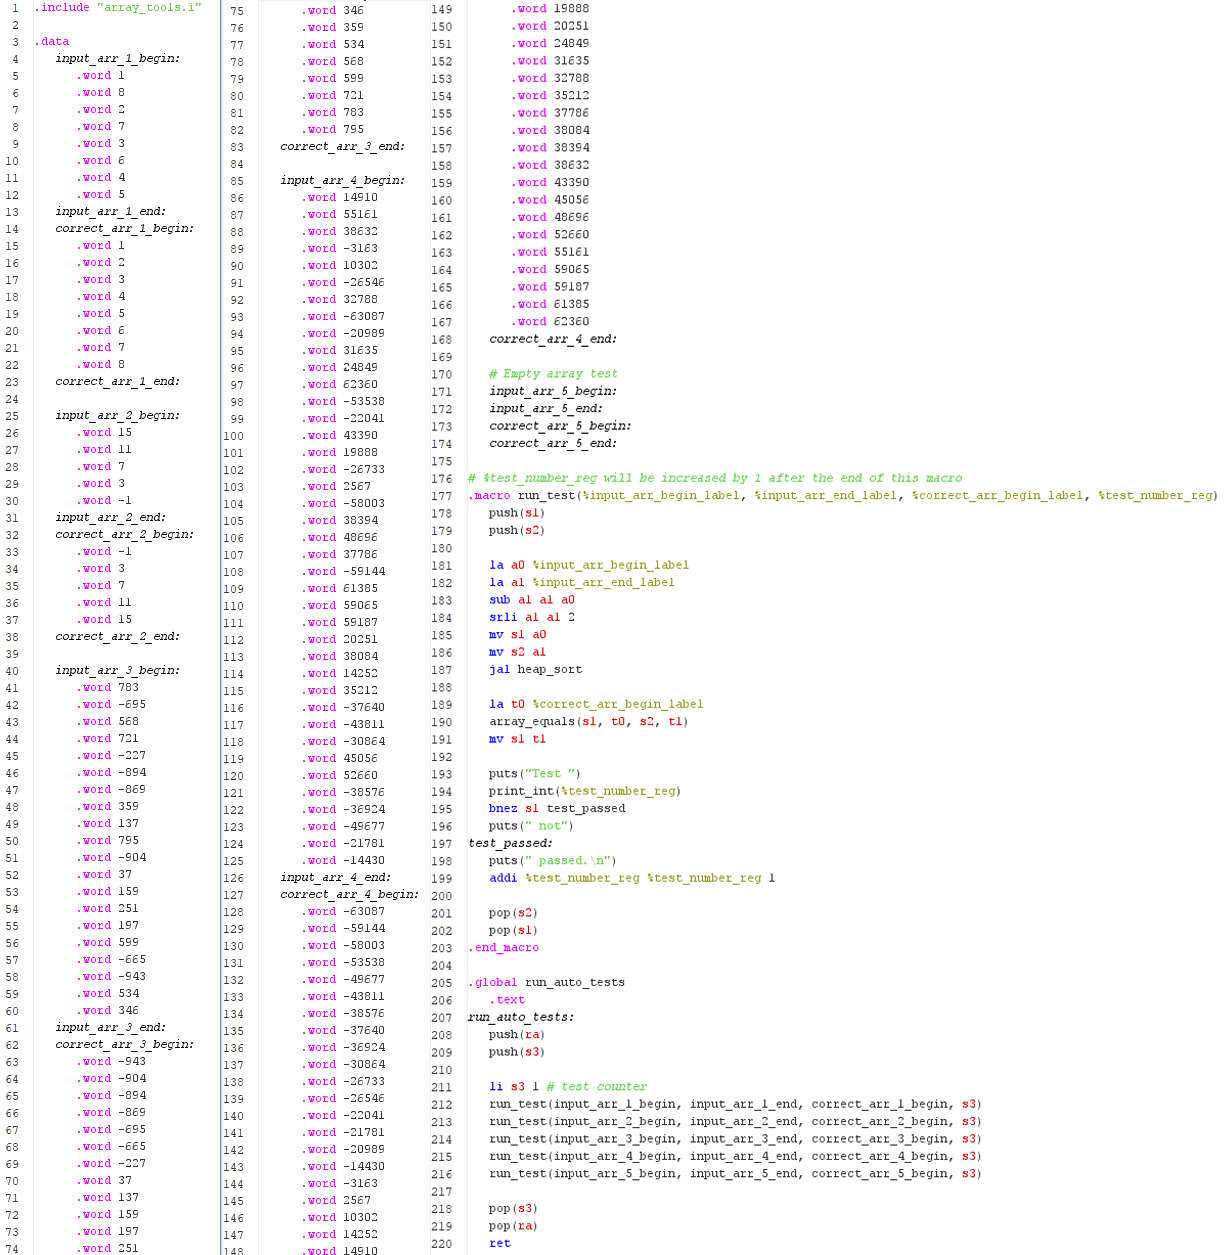 1 .include "array_tools.i"
2
3 .data
4 input_arr_1_begin:
5 .word 1
6 .word 8
7 .word 2
8 .word 7
9 .word 3
10 .word 6
11 .word 4
12 .word 5
13 input_arr_1_end:
14 correct_arr_1_begin:
15 .word 1
16 .word 2
17 .word 3
18 .word 4
19 .word 5
20 .word 6
21 .word 7
22 .word 8
23 correct_arr_1_end:
24
25 input_arr_2_begin:
26 .word 15
27 .word 11
28 .word 7
29 .word 3
30 .word -1
31 input_arr_2_end:
32 correct_arr_2_begin:
33 .word -1
34 .word 3
35 .word 7
36 .word 11
37 .word 15
38 correct_arr_2_end:
39
40 input_arr_3_begin:
41 .word 783
42 .word -695
43 .word 568
44 .word 721
45 .word -227
46 .word -894
47 .word -869
48 .word 359
49 .word 137
50 .word 795
51 .word -904
52 .word 37
53 .word 159
54 .word 251
55 .word 197
56 .word 599
57 .word -665
58 .word -943
59 .word 534
60 .word 346
61 input_arr_3_end:
62 correct_arr_3_begin:
63 .word -943
64 .word -904
65 .word -894
66 .word -869
67 .word -695
68 .word -665
69 .word -227
70 .word 37
71 .word 137
72 .word 159
73 .word 197
74 .word 251
75 .word 346
76 .word 359
77 .word 534
78 .word 568
79 .word 599
80 .word 721
81 .word 783
82 .word 795
83 correct_arr_3_end:
84
85 input_arr_4_begin:
86 .word 14910
87 .word 55161
88 .word 38632
89 .word -3163
90 .word 10302
91 .word -26546
92 .word 32788
93 .word -63087
94 .word -20989
95 .word 31635
96 .word 24849
97 .word 62360
98 .word -53538
99 .word -22041
100 .word 43390
101 .word 19888
102 .word -26733
103 .word 2567
104 .word -58003
105 .word 38394
106 .word 48696
107 .word 37786
108 .word -59144
109 .word 61385
110 .word 59065
111 .word 59187
112 .word 20251
113 .word 38084
114 .word 14252
115 .word 35212
116 .word -37640
117 .word -43811
118 .word -30864
119 .word 45056
120 .word 52660
121 .word -38576
122 .word -36924
123 .word -49677
124 .word -21781
125 .word -14430
126 input_arr_4_end:
127 correct_arr_4_begin:
128 .word -63087
129 .word -59144
130 .word -58003
131 .word -53538
132 .word -49677
133 .word -43811
134 .word -38576
135 .word -37640
136 .word -36924
137 .word -30864
138 .word -26733
139 .word -26546
140 .word -22041
141 .word -21781
142 .word -20989
143 .word -14430
144 .word -3163
145 .word 2567
146 .word 10302
147 .word 14252
148 .word 14910
149 .word 19888
150 .word 20251
151 .word 24849
152 .word 31635
153 .word 32788
154 .word 35212
155 .word 37786
156 .word 38084
157 .word 38394
158 .word 38632
159 .word 43390
160 .word 45056
161 .word 48696
162 .word 52660
163 .word 55161
164 .word 59065
165 .word 59187
166 .word 61385
167 .word 62360
168 correct_arr_4_end:
169
170 # Empty array test
171 input_arr_5_begin:
172 input_arr_5_end:
173 correct_arr_5_begin:
174 correct_arr_5_end:
175
176 # %test_number_reg will be increased by 1 after the end of this macro
177 .macro run_test(%input_arr_begin_label, %input_arr_end_label, %correct_arr_begin_label, %test_number_reg)
178 push(s1)
179 push(s2)
180
181 la a0 %input_arr_begin_label
182 la a1 %input_arr_end_label
183 sub a1 a1 a0
184 srli a1 a1 2
185 mv s1 a0
186 mv s2 a1
187 jal heap_sort
188
189 la t0 %correct_arr_begin_label
190 array_equals(s1, t0, s2, t1)
191 mv s1 t1
192
193 puts("Test ")
194 print_int(%test_number_reg)
195 bnez s1 test_passed
196 puts(" not")
197 test_passed:
198 puts(" passed.\n")
199 addi %test_number_reg %test_number_reg 1
200
201 pop(s2)
202 pop(s1)
203 .end_macro
204
205 .global run_auto_tests
206 .text
207 run_auto_tests:
208 push(ra)
209 push(s3)
210
211 li s3 1 # test counter
212 run_test(input_arr_1_begin, input_arr_1_end, correct_arr_1_begin, s3)
213 run_test(input_arr_2_begin, input_arr_2_end, correct_arr_2_begin, s3)
214 run_test(input_arr_3_begin, input_arr_3_end, correct_arr_3_begin, s3)
215 run_test(input_arr_4_begin, input_arr_4_end, correct_arr_4_begin, s3)
216 run_test(input_arr_5_begin, input_arr_5_end, correct_arr_5_begin, s3)
217
218 pop(s3)
219 pop(ra)
220 ret